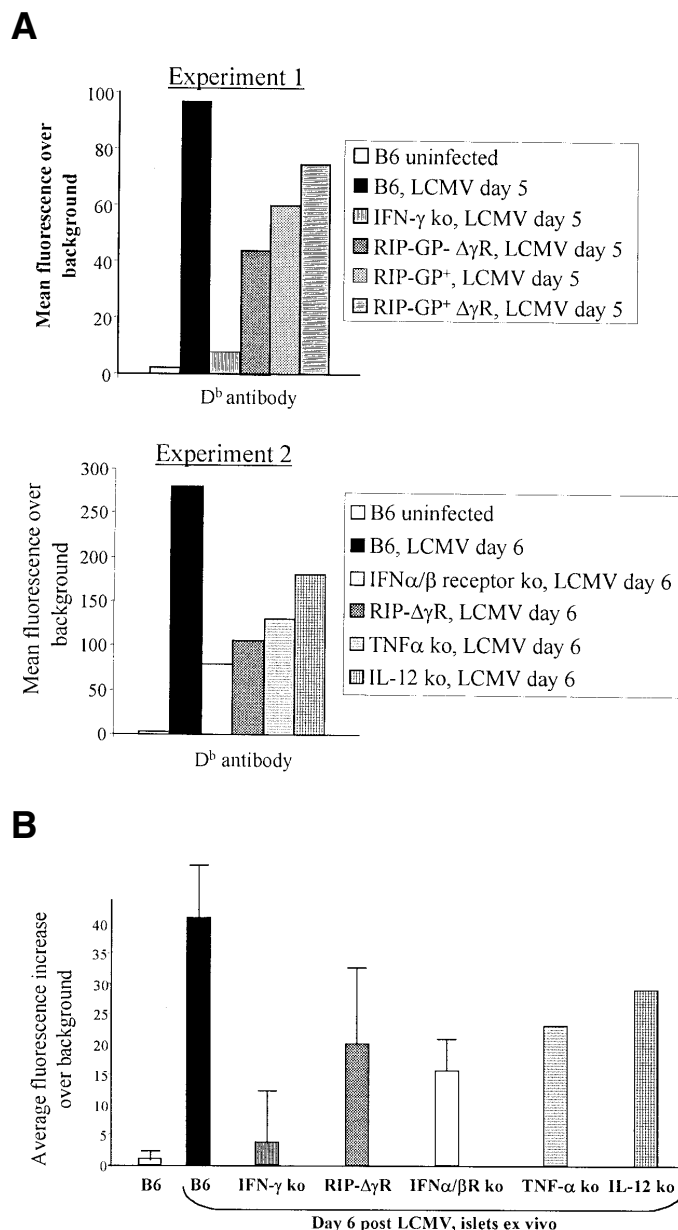 A
Experiment 1
Mean fluorescence over background
100
80
60
40
20
0
Dᵇ antibody
B6 uninfected
B6, LCMV day 5
IFN-γ ko, LCMV day 5
RIP-GP- ΔγR, LCMV day 5
RIP-GP⁺, LCMV day 5
RIP-GP⁺ ΔγR, LCMV day 5
Experiment 2
Mean fluorescence over background
300
250
200
150
100
50
0
Dᵇ antibody
B6 uninfected
B6, LCMV day 6
IFNα/β receptor ko, LCMV day 6
RIP-ΔγR, LCMV day 6
TNFα ko, LCMV day 6
IL-12 ko, LCMV day 6
B
Average fluorescence increase over background
40
35
30
25
20
15
10
5
0
B6 B6 IFN-γ ko RIP-ΔγR IFNα/βR ko TNF-α ko IL-12 ko
Day 6 post LCMV, islets ex vivo